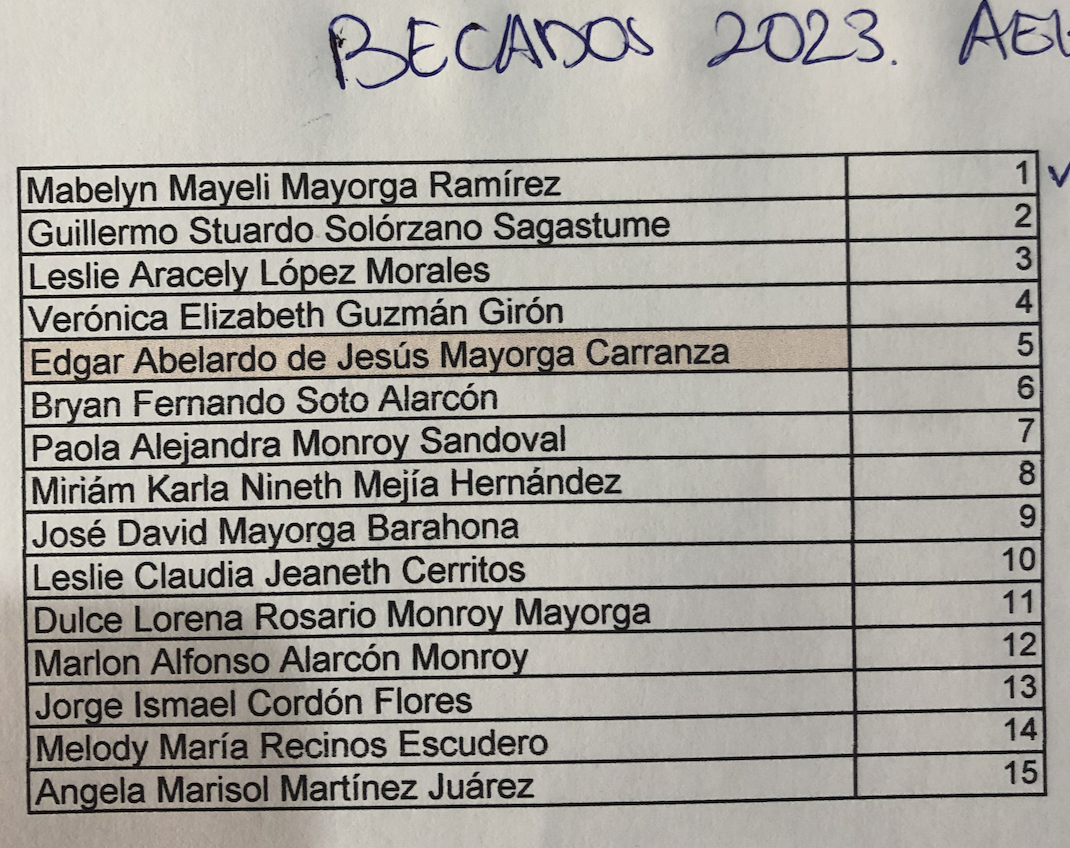 BECADOS 2023.
Mabelyn Mayeli Mayorga Ramírez 1
Guillermo Stuardo Solórzano Sagastume 2
Leslie Aracely López Morales 3
Verónica Elizabeth Guzmán Girón 4
Edgar Abelardo de Jesús Mayorga Carranza 5
Bryan Fernando Soto Alarcón 6
Paola Alejandra Monroy Sandoval 7
Miriám Karla Nineth Mejía Hernández 8
José David Mayorga Barahona 9
Leslie Claudia Jeaneth Cerritos 10
Dulce Lorena Rosario Monroy Mayorga 11
Marlon Alfonso Alarcón Monroy 12
Jorge Ismael Cordón Flores 13
Melody María Recinos Escudero 14
Angela Marisol Martínez Juárez 15